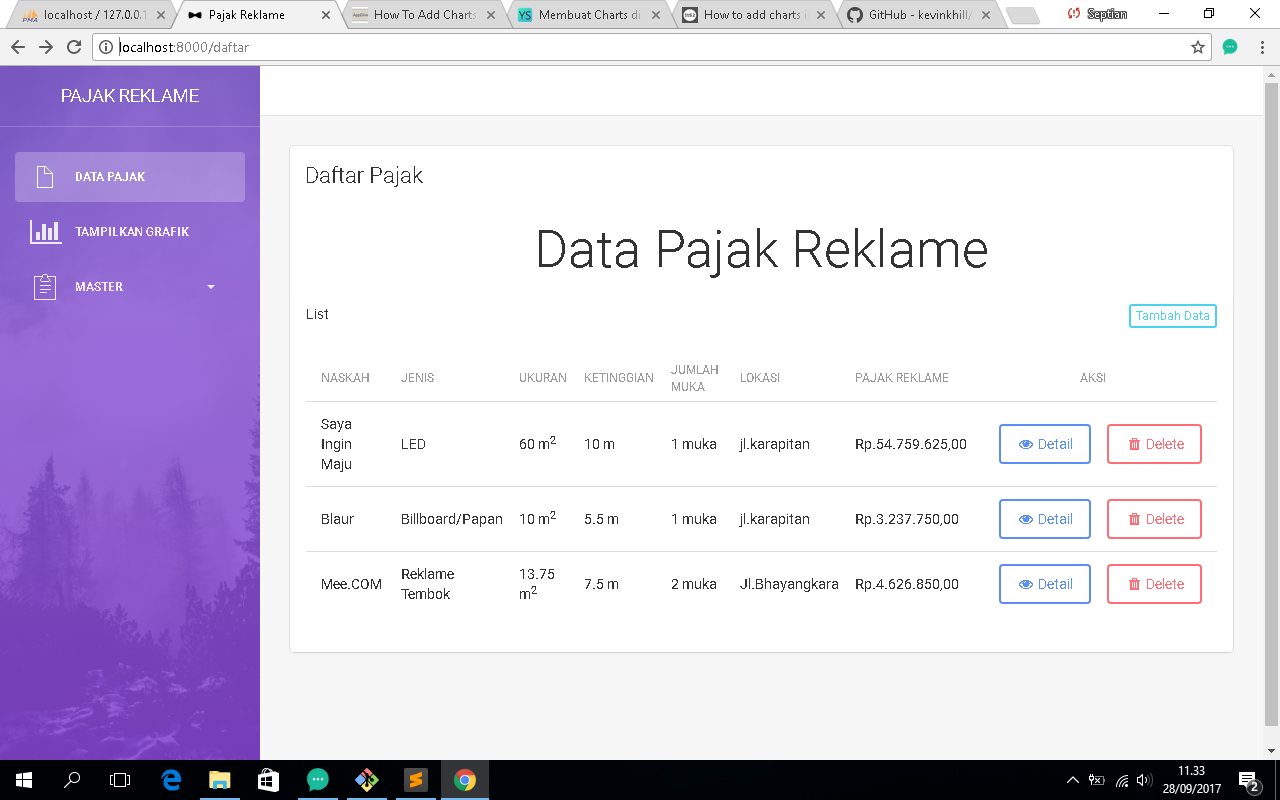 localhost / 127.0.0.1
Pajak Reklame
How To Add Charts
Membuat Charts di
How to add charts i
GitHub - kevinkhill/
Septian
localhost:8000/daftar
PAJAK REKLAME
DATA PAJAK
TAMPILKAN GRAFIK
MASTER
Daftar Pajak
Data Pajak Reklame
List
Tambah Data
NASKAH JENIS UKURAN KETINGGIAN JUMLAH MUKA LOKASI PAJAK REKLAME AKSI
Saya Ingin Maju LED 60 m² 10 m 1 muka jl.karapitan Rp.54.759.625,00 Detail Delete
Blaur Billboard/Papan 10 m² 5.5 m 1 muka jl.karapitan Rp.3.237.750,00 Detail Delete
Mee.COM Reklame Tembok 13.75 m² 7.5 m 2 muka Jl.Bhayangkara Rp.4.626.850,00 Detail Delete
11.33
28/09/2017
2